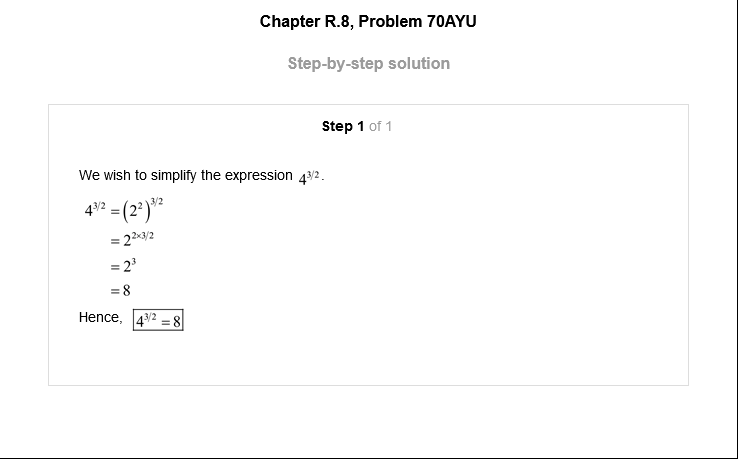 Chapter R.8, Problem 70AYU
Step-by-step solution
Step 1 of 1
We wish to simplify the expression 4^{3/2}.
4^{3/2} = (2^2)^{3/2}
= 2^{2×3/2}
= 2^3
= 8
Hence, 4^{3/2} = 8